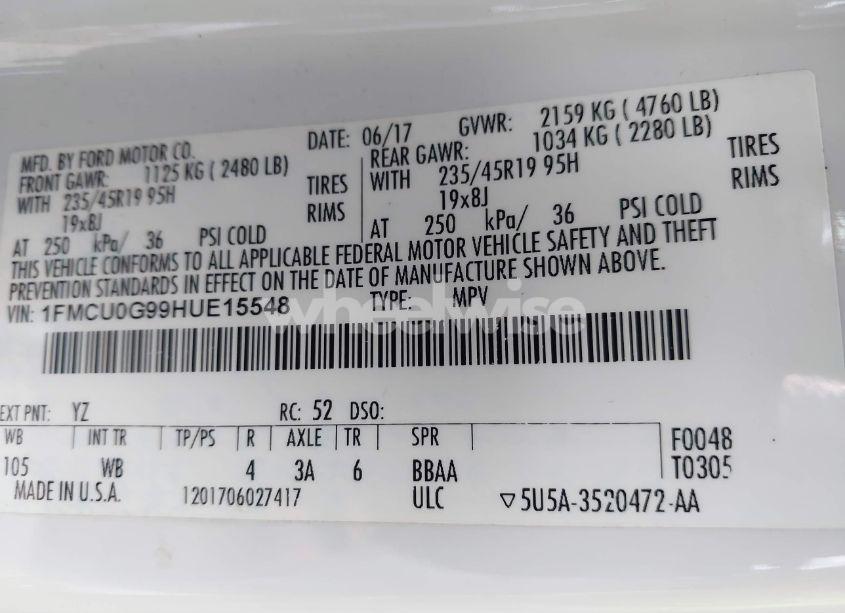 MFD. BY FORD MOTOR CO. DATE: 06/17 GVWR: 2159 KG ( 4760 LB)
FRONT GAWR: 1125 KG ( 2480 LB) REAR GAWR: 1034 KG ( 2280 LB)
WITH 235/45R19 95H TIRES WITH 235/45R19 95H TIRES
19x8J RIMS 19x8J RIMS
AT 250 kPa/ 36 PSI COLD AT 250 kPa/ 36 PSI COLD
THIS VEHICLE CONFORMS TO ALL APPLICABLE FEDERAL MOTOR VEHICLE SAFETY AND THEFT
PREVENTION STANDARDS IN EFFECT ON THE DATE OF MANUFACTURE SHOWN ABOVE.
VIN: 1FMCU0G99HUE15548 TYPE: MPV
wheelwise
EXT PNT: YZ RC: 52 DSO:
WB INT TR TP/PS R AXLE TR SPR F0048
105 WB 4 3A 6 BBAA T0305
MADE IN U.S.A. 1201706027417 ULC ▽5U5A-3520472-AA